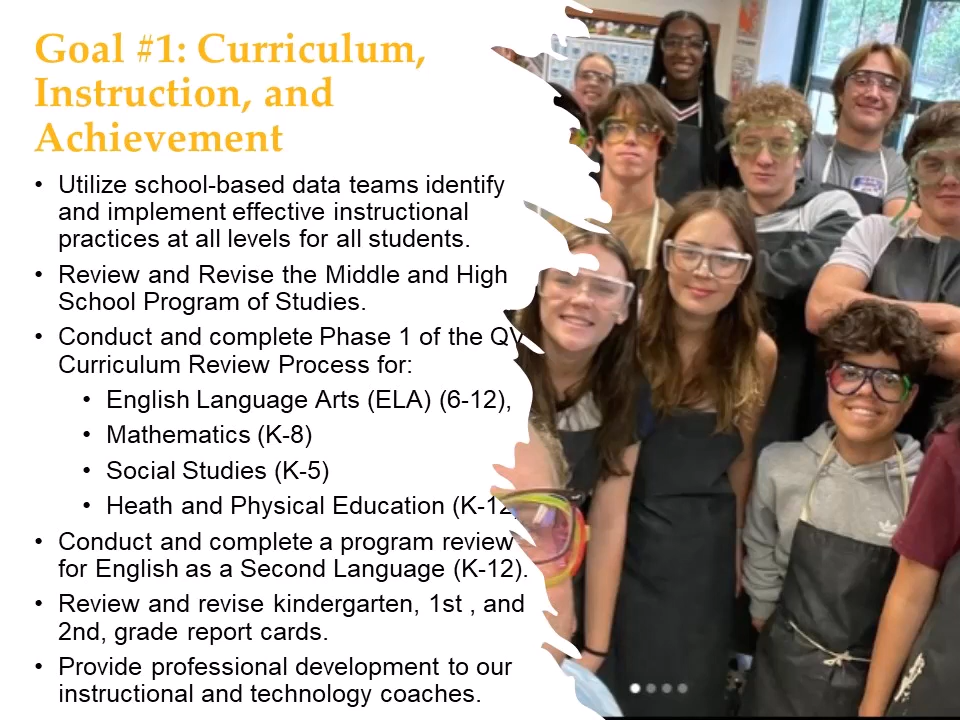 Goal #1: Curriculum,
Instruction, and
Achievement
• Utilize school-based data teams identify
and implement effective instructional
practices at all levels for all students.
• Review and Revise the Middle and High
School Program of Studies.
• Conduct and complete Phase 1 of the QV
Curriculum Review Process for:
• English Language Arts (ELA) (6-12),
• Mathematics (K-8)
• Social Studies (K-5)
• Heath and Physical Education (K-12)
• Conduct and complete a program review
for English as a Second Language (K-12).
• Review and revise kindergarten, 1st , and
2nd, grade report cards.
• Provide professional development to our
instructional and technology coaches.